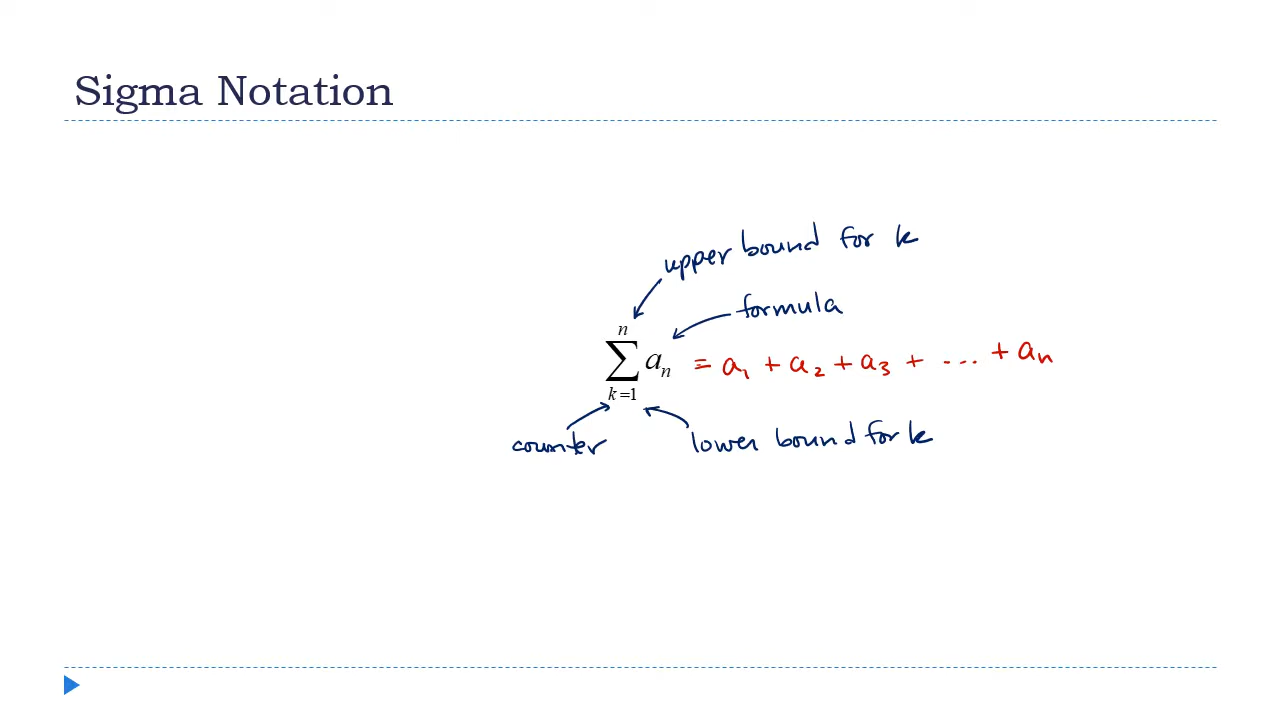 Sigma Notation
upper bound for k
formula
n
∑ aₙ = a₁ + a₂ + a₃ + ... + aₙ
k=1
counter
lower bound for k